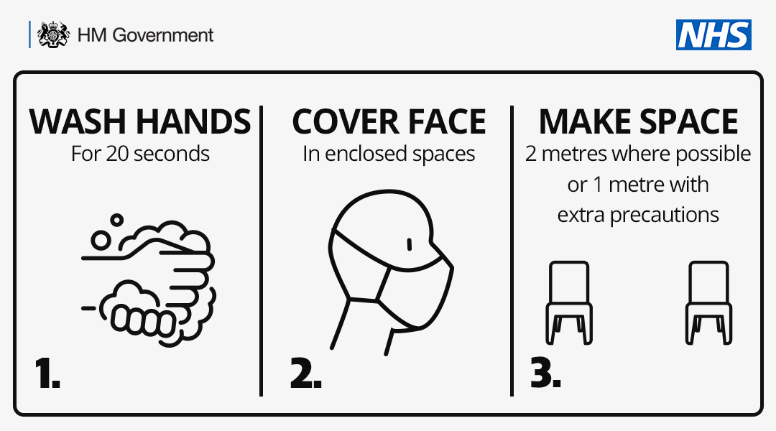 HM Government
NHS
WASH HANDS
For 20 seconds
1.
COVER FACE
In enclosed spaces
2.
MAKE SPACE
2 metres where possible
or 1 metre with
extra precautions
3.